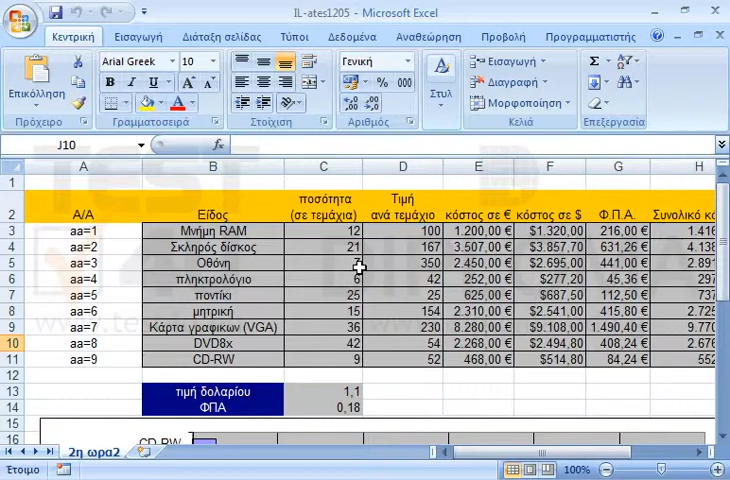 IL-ates1205 - Microsoft Excel
Κεντρική Εισαγωγή Διάταξη σελίδας Τύποι Δεδομένα Αναθεώρηση Προβολή Προγραμματιστής
Επικόλληση
Πρόχειρο
Arial Greek 10
B I U
Γραμματοσειρά
Στοίχιση
Γενική
% 000
Αριθμός
Στυλ
Εισαγωγή
Διαγραφή
Μορφοποίηση
Κελιά
Σ
Επεξεργασία
J10 fx
A B C D E F G H
1
2 Α/Α Είδος ποσότητα (σε τεμάχια) Τιμή ανά τεμάχιο κόστος σε € κόστος σε $ Φ.Π.Α. Συνολικό κο
3 aa=1 Μνήμη RAM 12 100 1.200,00 € $1.320,00 216,00 € 1.416
4 aa=2 Σκληρός δίσκος 21 167 3.507,00 € $3.857,70 631,26 € 4.138
5 aa=3 Οθόνη 7 350 2.450,00 € $2.695,00 441,00 € 2.891
6 aa=4 πληκτρολόγιο 6 42 252,00 € $277,20 45,36 € 297
7 aa=5 ποντίκι 25 25 625,00 € $687,50 112,50 € 737
8 aa=6 μητρική 15 154 2.310,00 € $2.541,00 415,80 € 2.725
9 aa=7 Κάρτα γραφικων (VGA) 36 230 8.280,00 € $9.108,00 1.490,40 € 9.770
10 aa=8 DVD8x 42 54 2.268,00 € $2.494,80 408,24 € 2.676
11 aa=9 CD-RW 9 52 468,00 € $514,80 84,24 € 552
12
13 τιμή δολαρίου 1,1
14 ΦΠΑ 0,18
15
16 CD-RW
2η ωρα2
Έτοιμο 100%